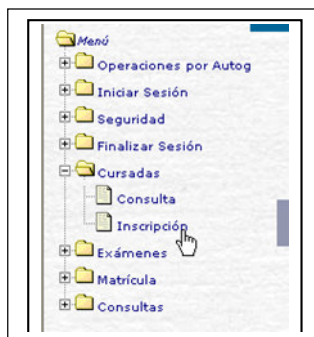 Menú
Operaciones por Autog
Iniciar Sesión
Seguridad
Finalizar Sesión
Cursadas
Consulta
Inscripción
Exámenes
Matrícula
Consultas